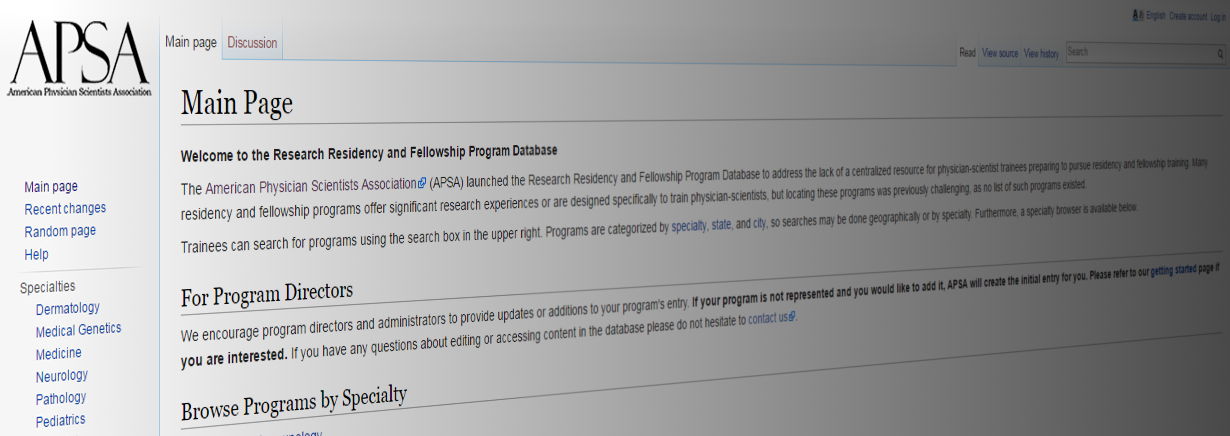 APSA
American Physician Scientists Association
English Create account Log in
Main page Discussion
Read View source View history Search
Main Page
Welcome to the Research Residency and Fellowship Program Database
The American Physician Scientists Association (APSA) launched the Research Residency and Fellowship Program Database to address the lack of a centralized resource for physician-scientist trainees preparing to pursue residency and fellowship training. Many
residency and fellowship programs offer significant research experiences or are designed specifically to train physician-scientists, but locating these programs was previously challenging, as no list of such programs existed.
Trainees can search for programs using the search box in the upper right. Programs are categorized by specialty, state, and city, so searches may be done geographically or by specialty. Furthermore, a specialty browser is available below.
Main page
Recent changes
Random page
Help
Specialties
Dermatology
Medical Genetics
Medicine
Neurology
Pathology
Pediatrics
For Program Directors
We encourage program directors and administrators to provide updates or additions to your program's entry. If your program is not represented and you would like to add it, APSA will create the initial entry for you. Please refer to our getting started page if
you are interested. If you have any questions about editing or accessing content in the database please do not hesitate to contact us.
Browse Programs by Specialty